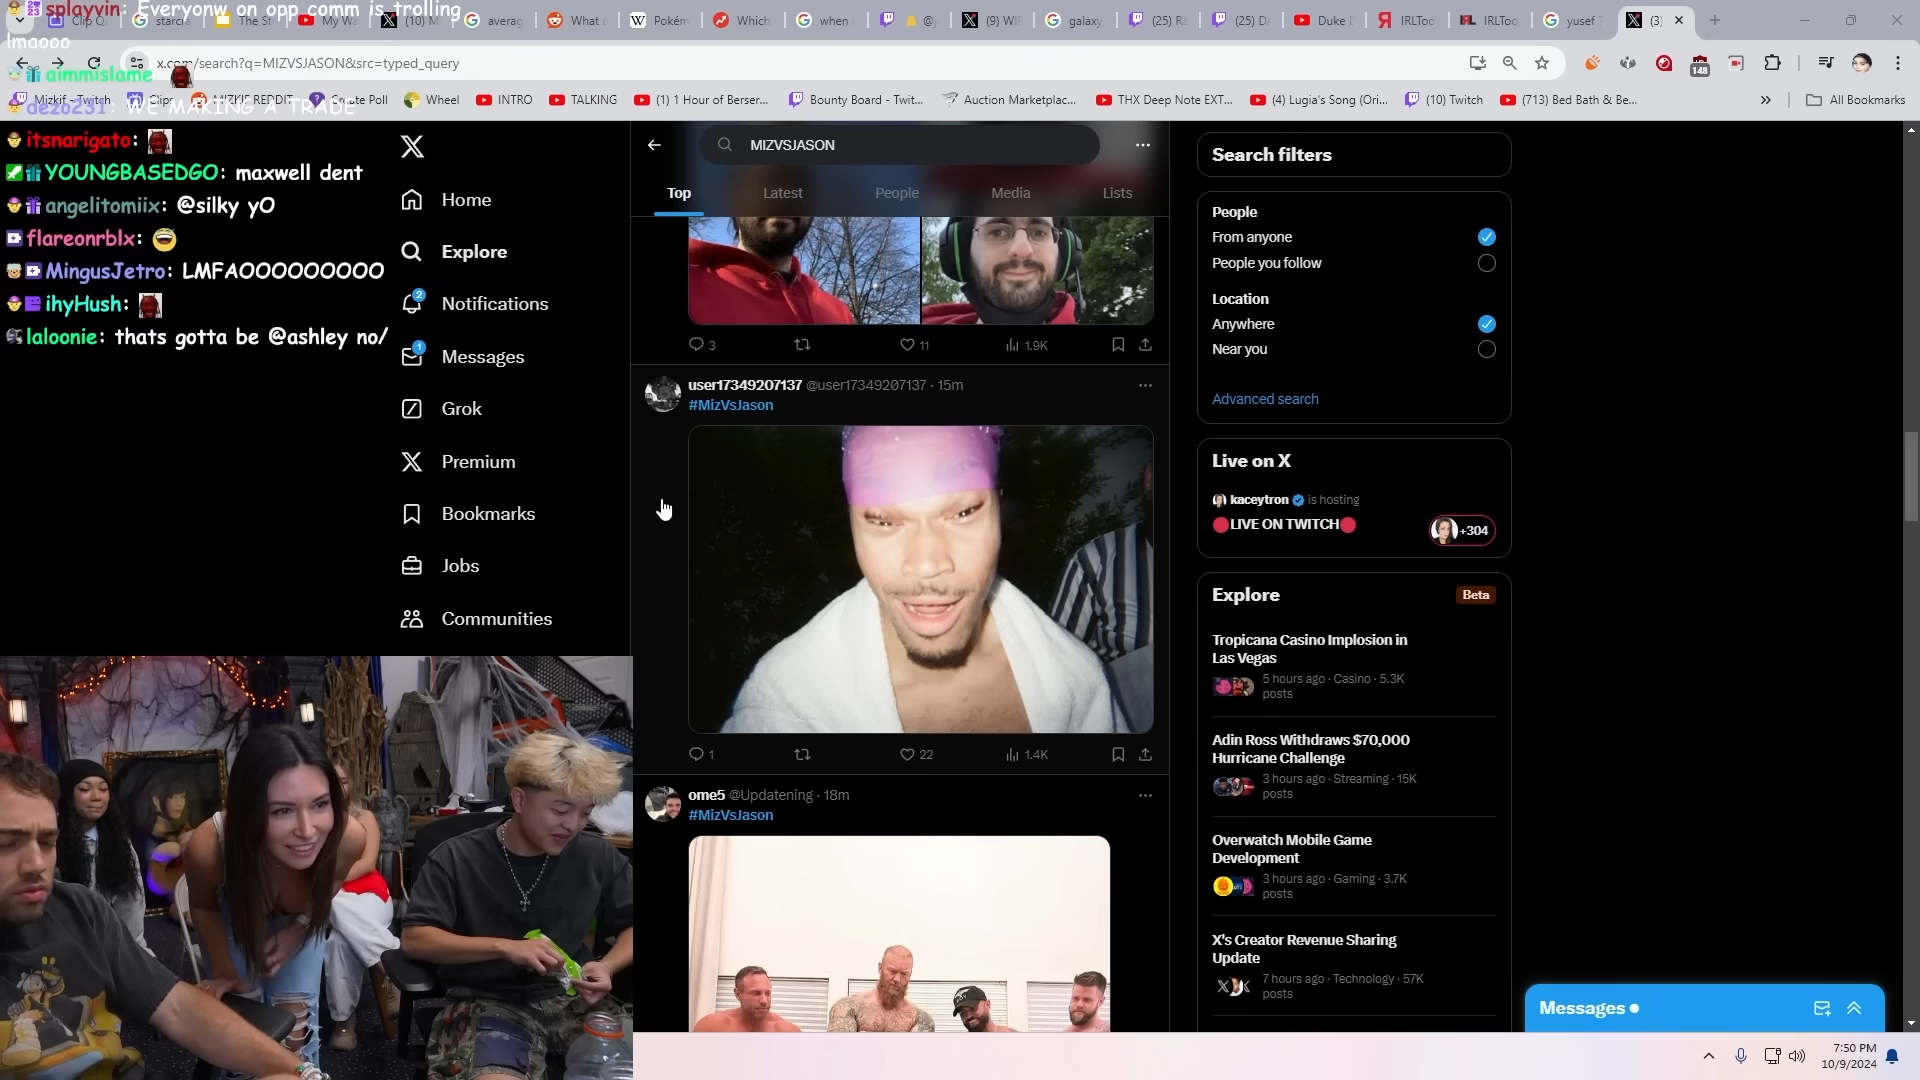 splayvin: Everyonw on opp comm is trolling
lmaooo
aimmislame
dezo231: WE MAKING A TRADE
itsnarigato:
YOUNGBASEDGO: maxwell dent
angelitomiix: @silky yO
flareonrblx:
MingusJetro: LMFAOOOOOOOOO
ihyHush:
laloonie: thats gotta be @ashley no/
Clip Q
starcia
The St
My Wa
(10) M
averag
What c
Pokém
Which
when i
@j
(9) WI
galaxy
(25) Ra
(25) D
Duke D
IRLToo
IRLToo
yusef 7
(3)
x.com/search?q=MIZVSJASON&src=typed_query
148
Mizkif - Twitch
Clips
MIZKIF REDDIT
Create Poll
Wheel
INTRO
TALKING
(1) 1 Hour of Berser...
Bounty Board - Twit...
Auction Marketplac...
THX Deep Note EXT...
(4) Lugia's Song (Ori...
(10) Twitch
(713) Bed Bath & Be...
All Bookmarks
Home
Explore
2
Notifications
1
Messages
Grok
Premium
Bookmarks
Jobs
Communities
MIZVSJASON
Top
Latest
People
Media
Lists
3
11
1.9K
user17349207137 @user17349207137 · 15m
#MizVsJason
1
22
1.4K
ome5 @Updatening · 18m
#MizVsJason
Search filters
People
From anyone
People you follow
Location
Anywhere
Near you
Advanced search
Live on X
kaceytron is hosting
LIVE ON TWITCH
+304
Explore
Beta
Tropicana Casino Implosion in
Las Vegas
5 hours ago · Casino · 5.3K
posts
Adin Ross Withdraws $70,000
Hurricane Challenge
3 hours ago · Streaming · 15K
posts
Overwatch Mobile Game
Development
3 hours ago · Gaming · 3.7K
posts
X's Creator Revenue Sharing
Update
7 hours ago · Technology · 57K
posts
Messages
7:50 PM
10/9/2024